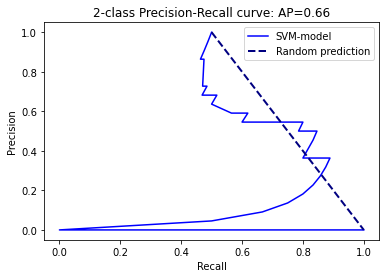 2-class Precision-Recall curve: AP=0.66
SVM-model
Random prediction
Precision
1.0
0.8
0.6
0.4
0.2
0.0
0.0 0.2 0.4 0.6 0.8 1.0
Recall